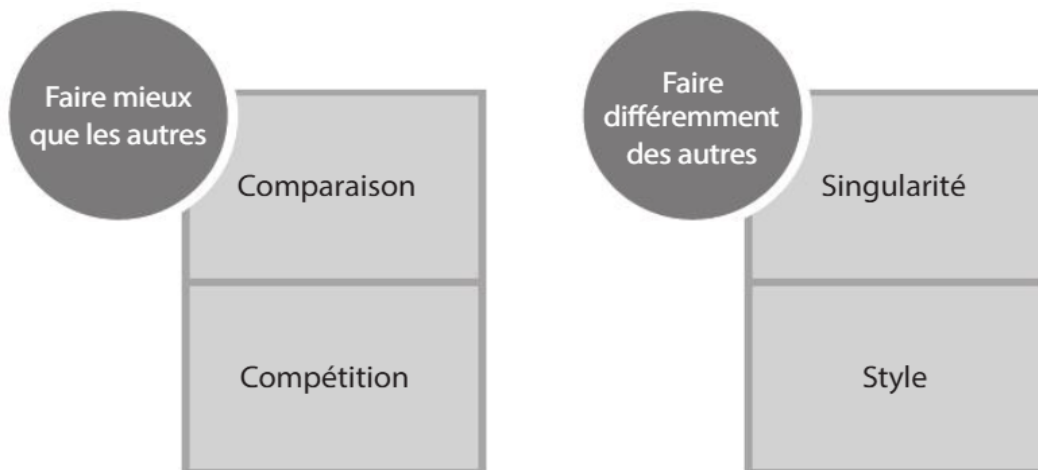 Faire mieux
que les autres
Comparaison
Compétition
Faire
différemment
des autres
Singularité
Style